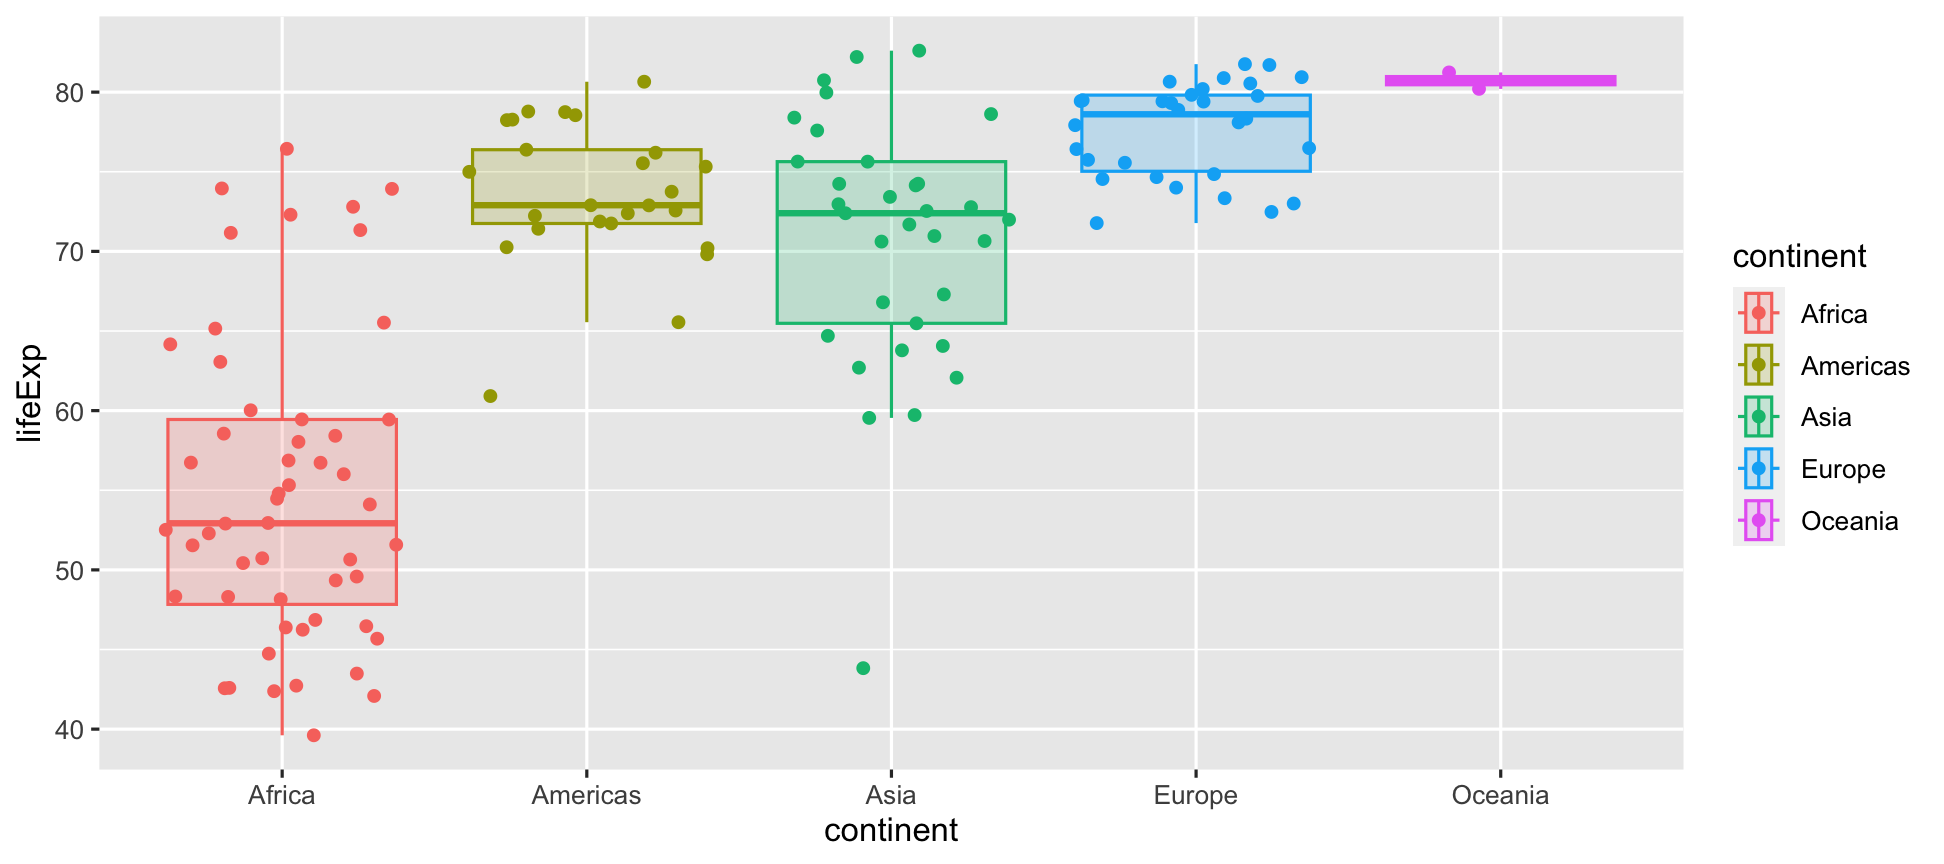 lifeExp
80
70
60
50
40
Africa
Americas
Asia
Europe
Oceania
continent
continent
Africa
Americas
Asia
Europe
Oceania